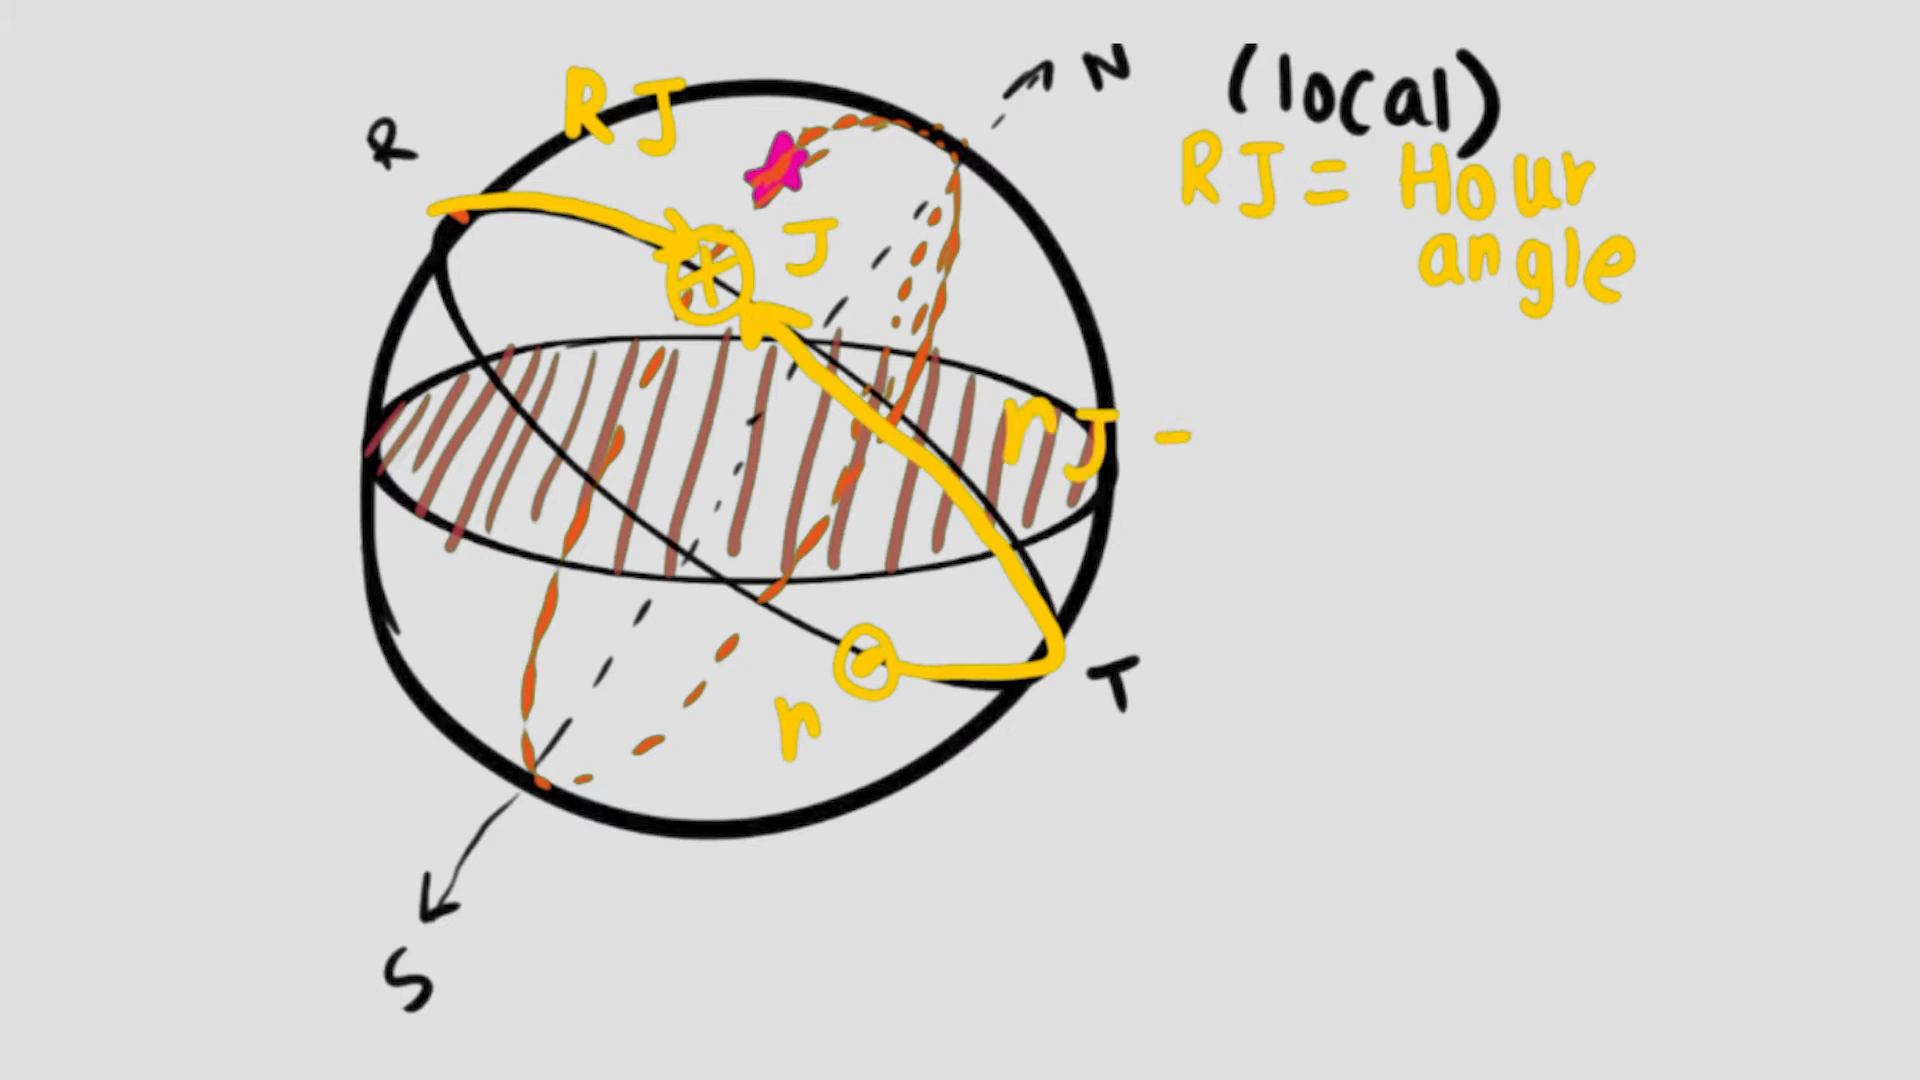 N
(local)
RJ
R
RJ = Hour
angle
J
rJ -
T
r
S